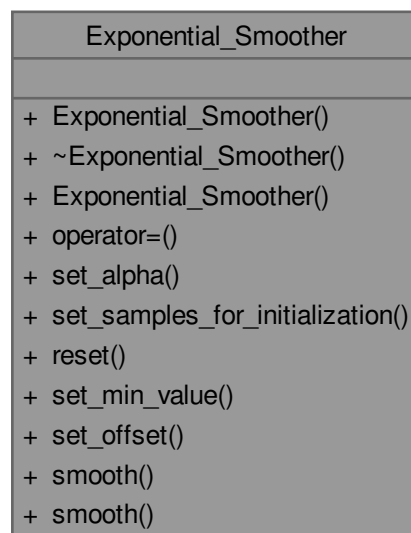 Exponential_Smoother
+ Exponential_Smoother()
+ ~Exponential_Smoother()
+ Exponential_Smoother()
+ operator=()
+ set_alpha()
+ set_samples_for_initialization()
+ reset()
+ set_min_value()
+ set_offset()
+ smooth()
+ smooth()